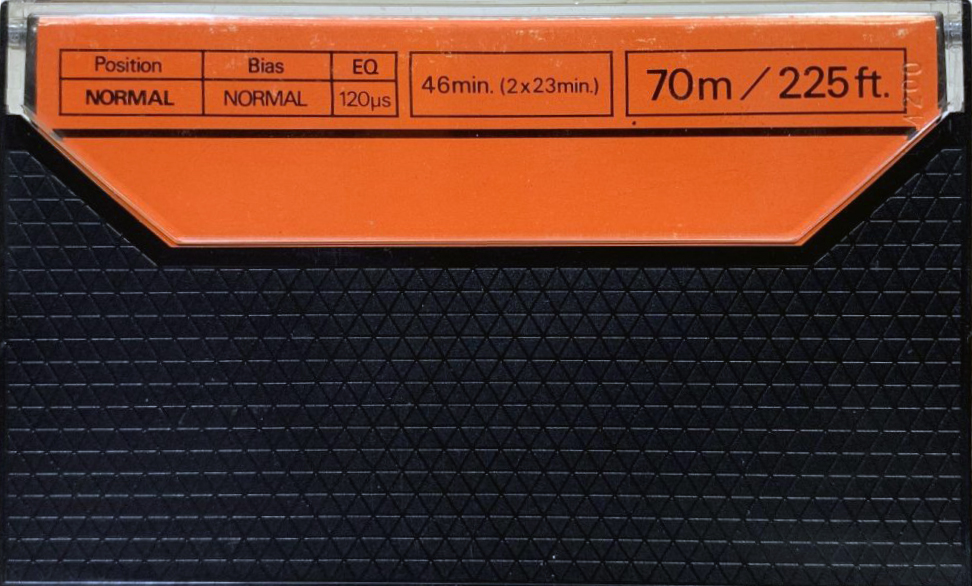 Position Bias EQ
NORMAL NORMAL 120µs
46min. (2x23min.)
70m / 225ft.